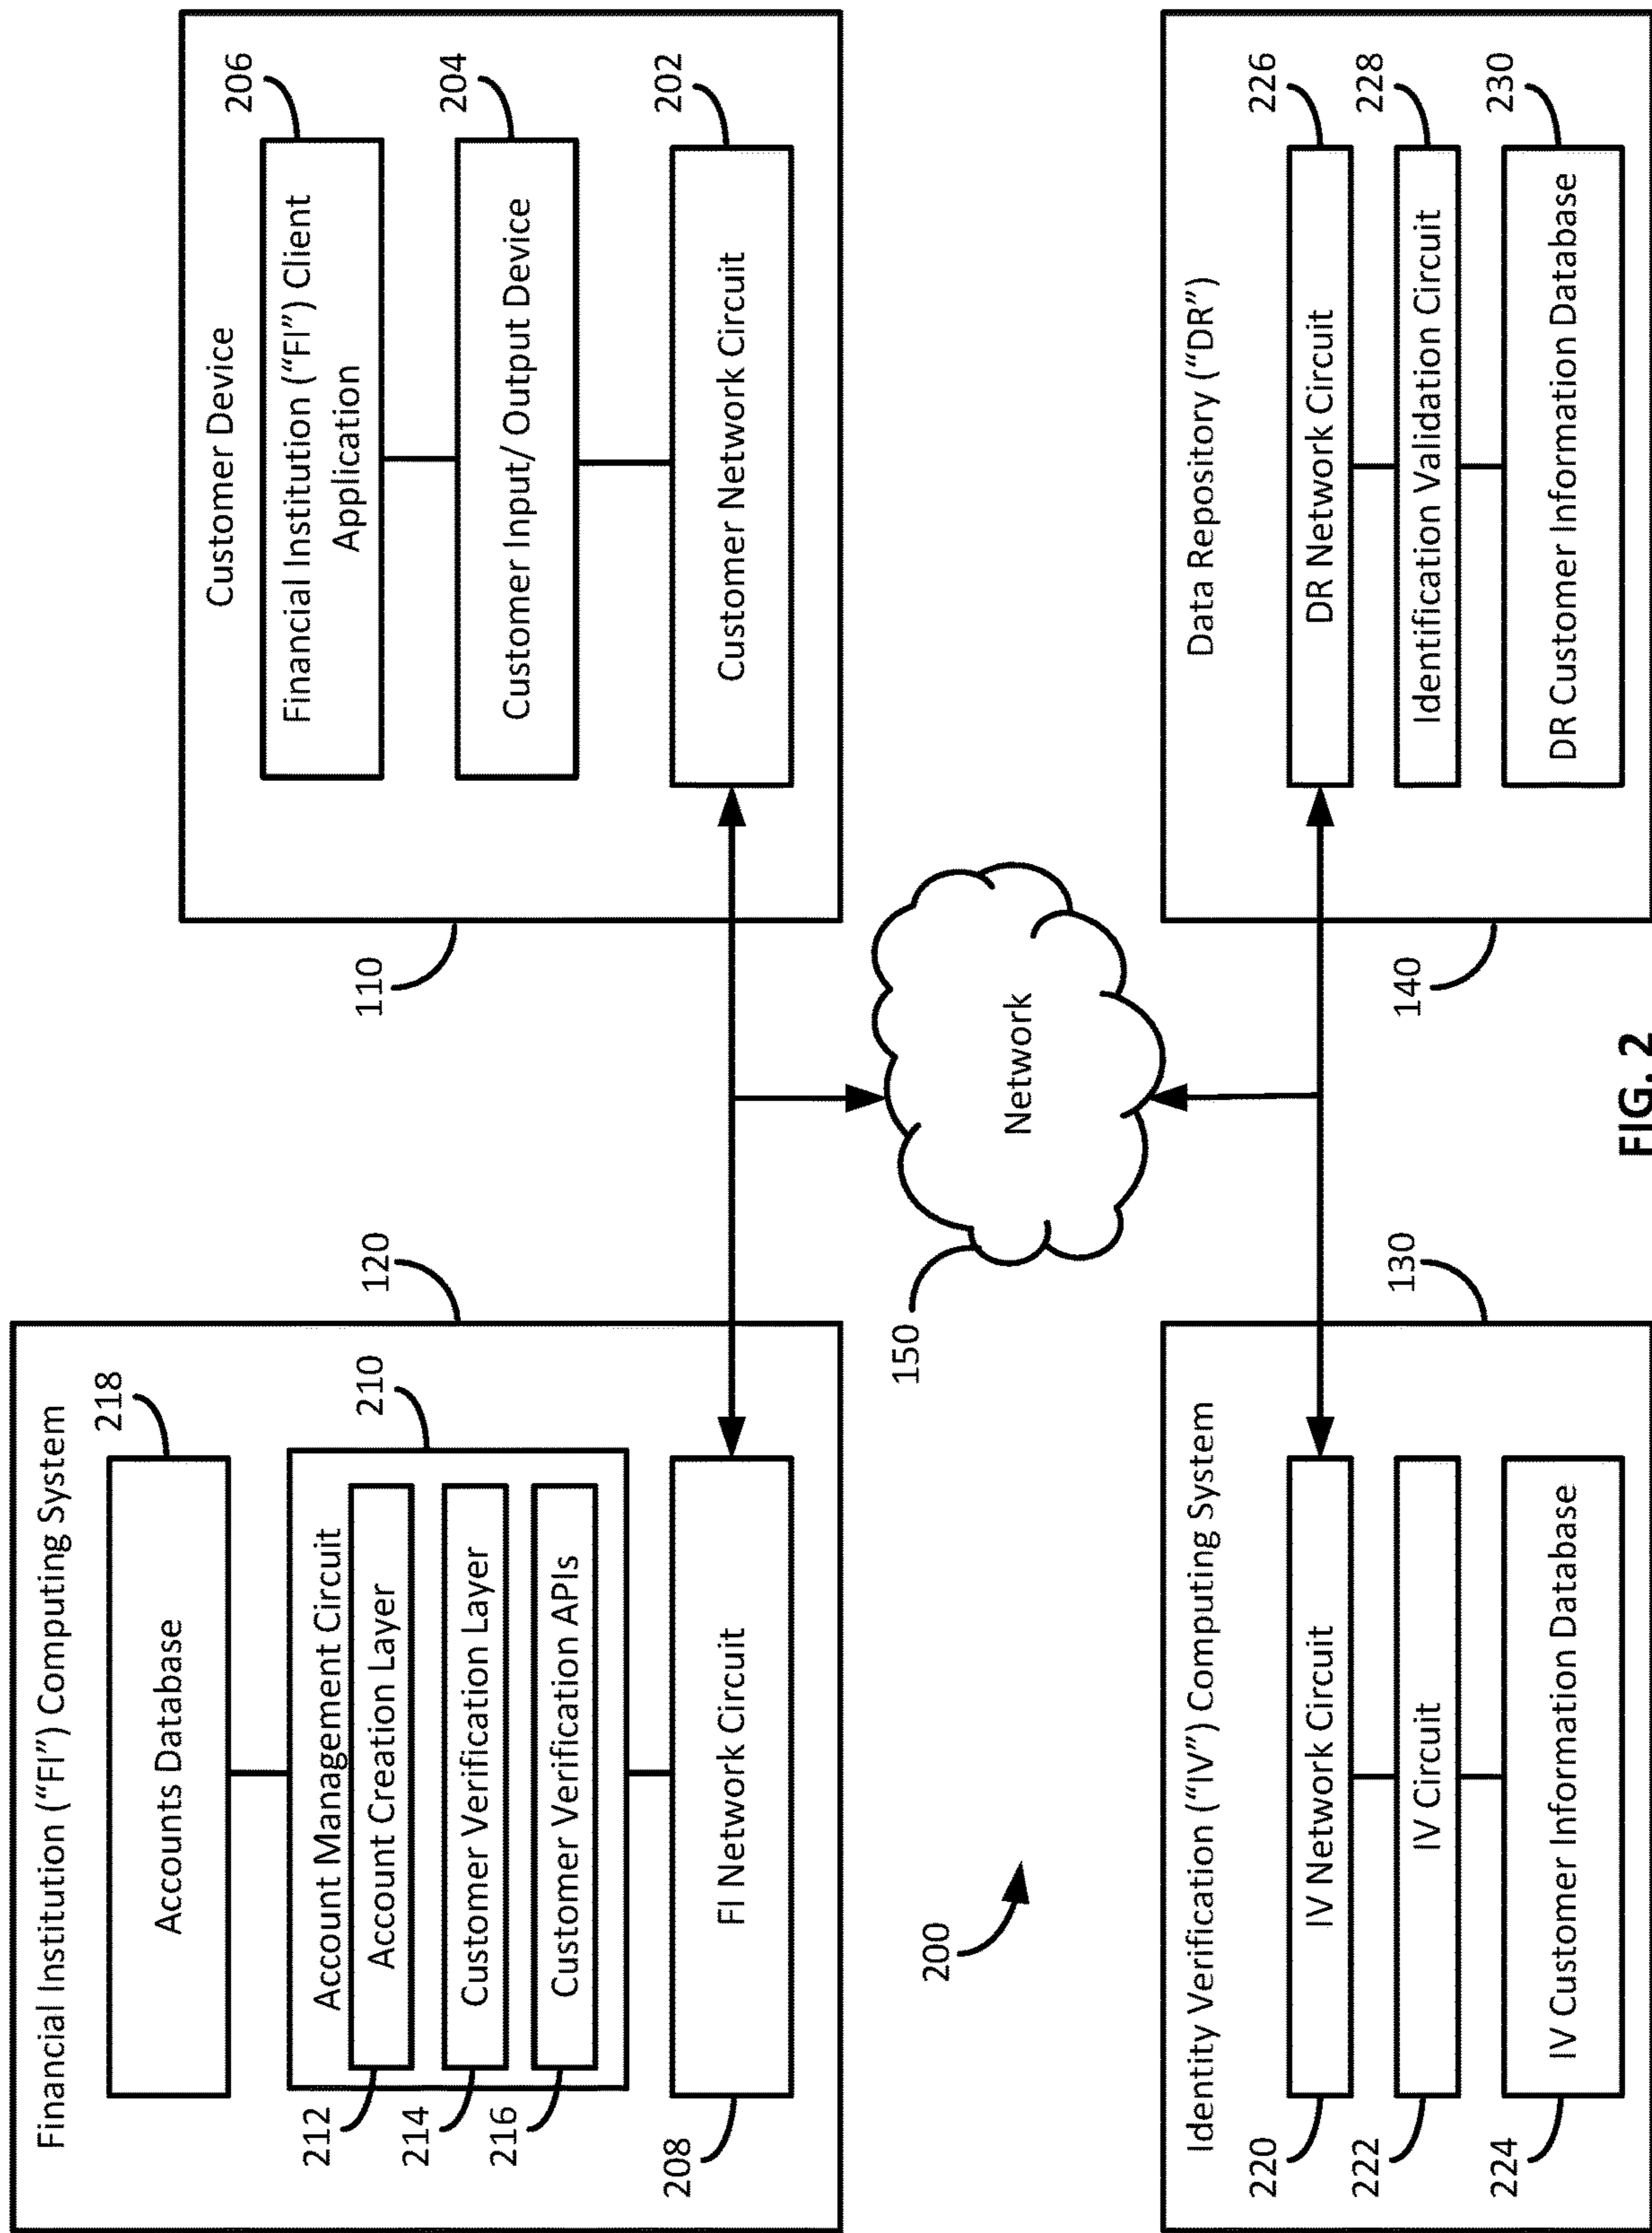 Financial Institution ("FI") Computing System
218
Accounts Database
120
210
Account Management Circuit
Account Creation Layer
Customer Verification Layer
Customer Verification APIs
212
214
216
FI Network Circuit
208
Customer Device
206
Financial Institution ("FI") Client
Application
204
Customer Input/ Output Device
202
Customer Network Circuit
110
150
Network
200
Identity Verification ("IV") Computing System
130
IV Network Circuit
220
IV Circuit
222
IV Customer Information Database
224
Data Repository ("DR")
226
DR Network Circuit
228
Identification Validation Circuit
230
DR Customer Information Database
140
FIG. 2